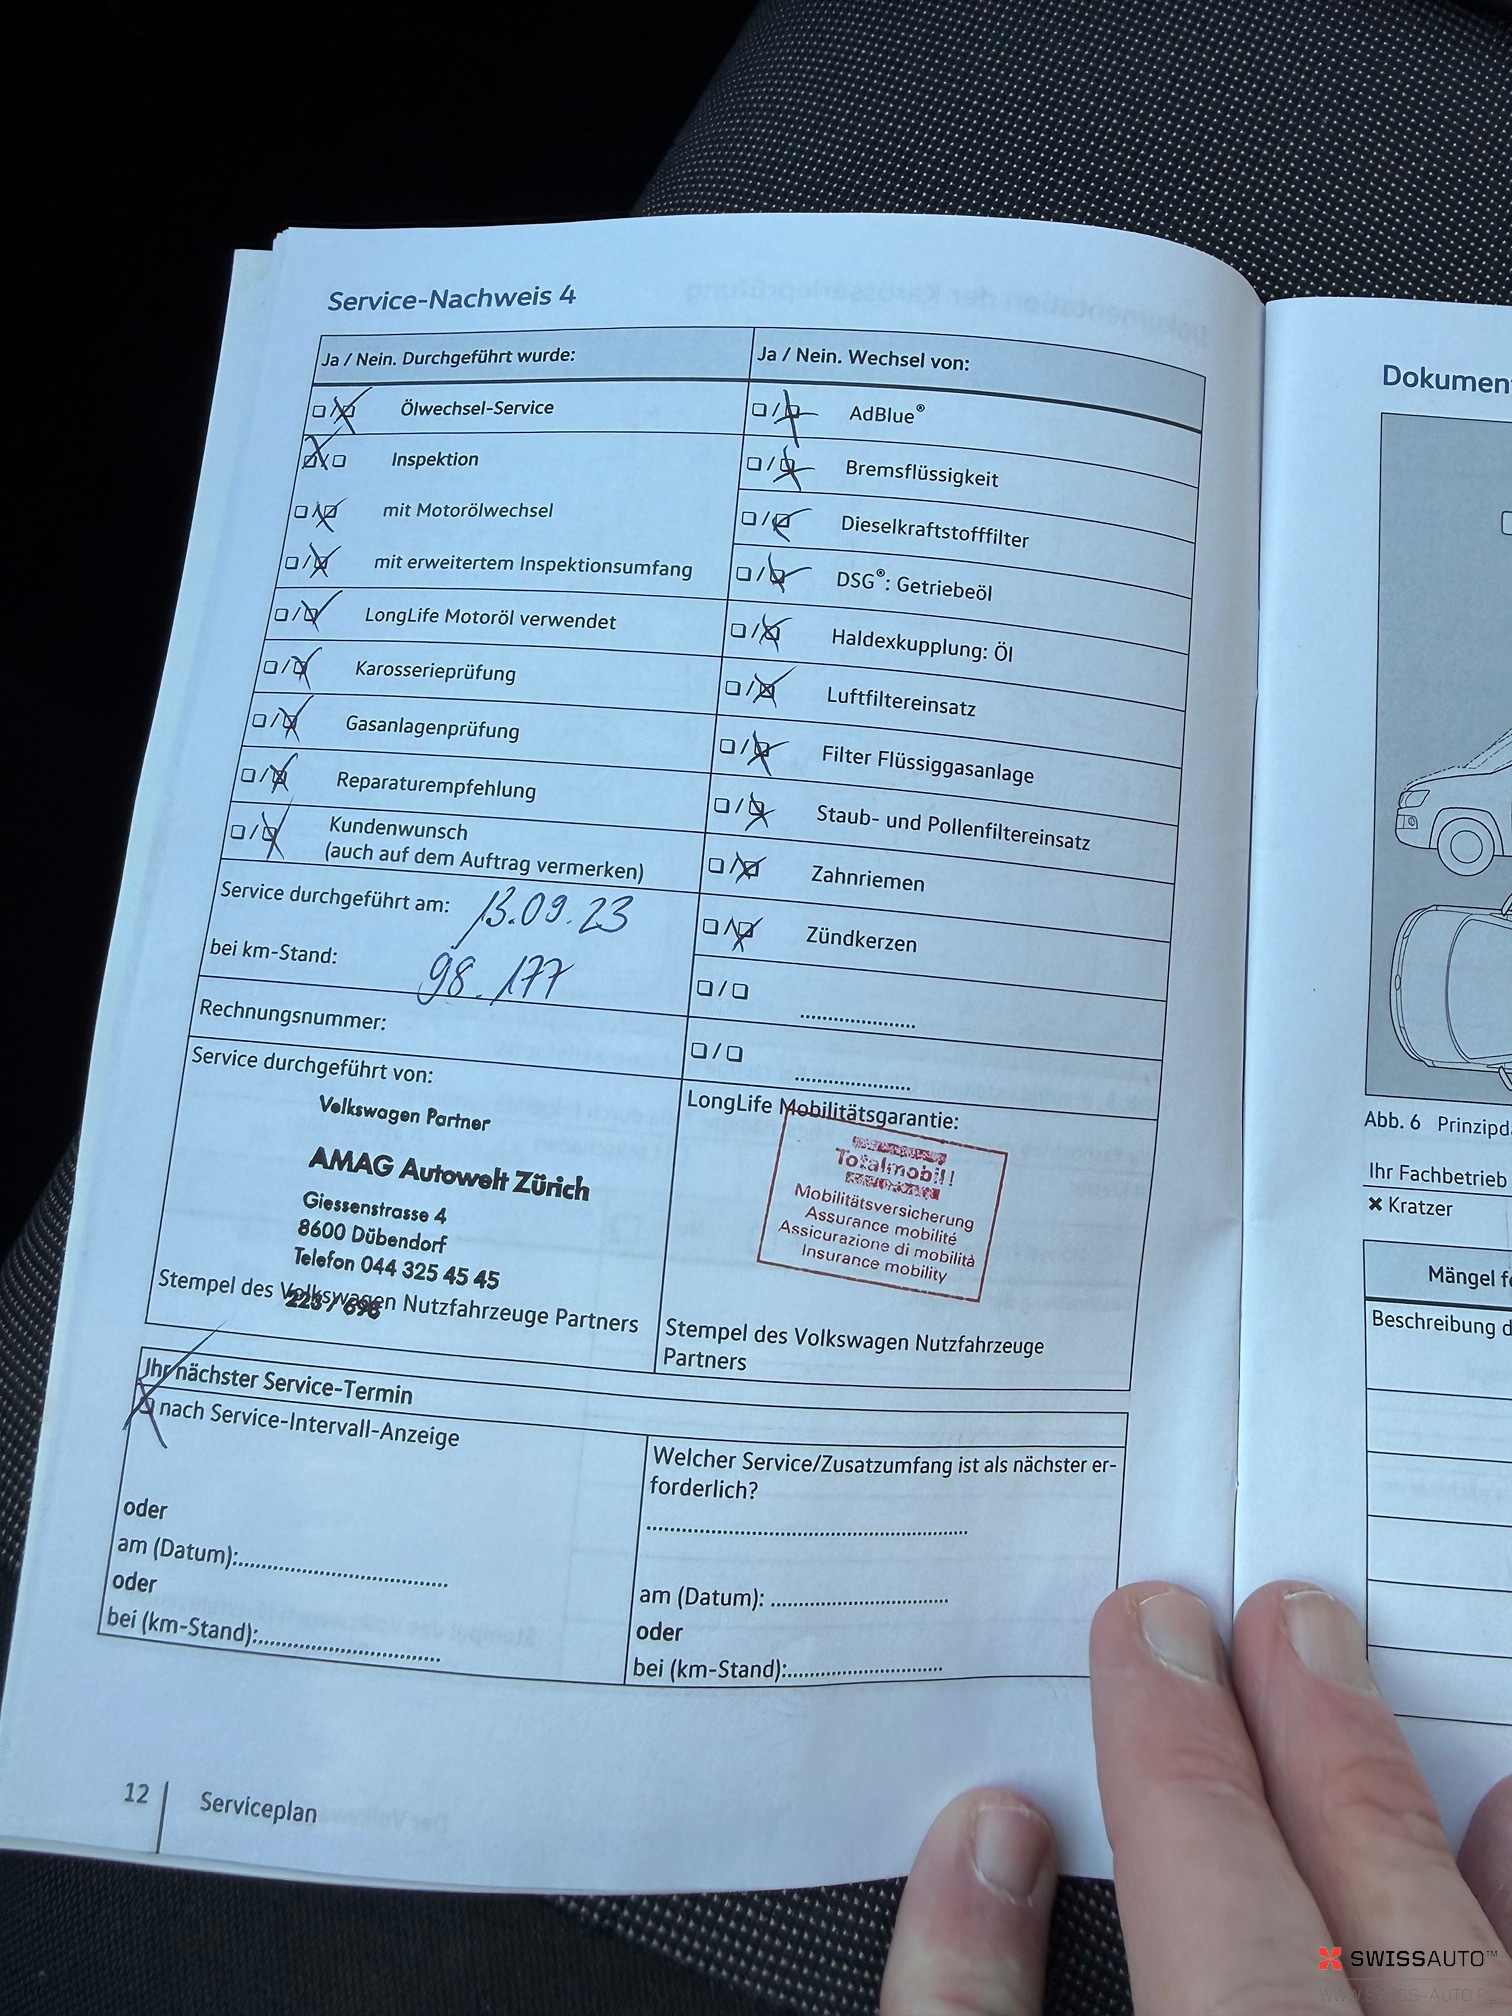 Service-Nachweis 4
Ja / Nein. Durchgeführt wurde:
Ölwechsel-Service
Inspektion
mit Motorölwechsel
mit erweitertem Inspektionsumfang
LongLife Motoröl verwendet
Karosserieprüfung
Gasanlagenprüfung
Reparaturempfehlung
Kundenwunsch
(auch auf dem Auftrag vermerken)
Service durchgeführt am: 13.09.23
bei km-Stand: 98.177
Rechnungsnummer:
Ja / Nein. Wechsel von:
AdBlue®
Bremsflüssigkeit
Dieselkraftstofffilter
DSG®: Getriebeöl
Haldexkupplung: Öl
Luftfiltereinsatz
Filter Flüssiggasanlage
Staub- und Pollenfiltereinsatz
Zahnriemen
Zündkerzen
Service durchgeführt von:
Volkswagen Partner
AMAG Autowelt Zürich
Giessenstrasse 4
8600 Dübendorf
Telefon 044 325 45 45
223 / 696
Stempel des Volkswagen Nutzfahrzeuge Partners
LongLife Mobilitätsgarantie:
Totalmobil!
Mobilitätsversicherung
Assurance mobilité
Assicurazione di mobilità
Insurance mobility
Stempel des Volkswagen Nutzfahrzeuge
Partners
Ihr nächster Service-Termin
nach Service-Intervall-Anzeige
oder
am (Datum):
oder
bei (km-Stand):
Welcher Service/Zusatzumfang ist als nächster er-
forderlich?
am (Datum):
oder
bei (km-Stand):
12 Serviceplan
Dokumen
Abb. 6 Prinzipd
Ihr Fachbetrieb
✖ Kratzer
Mängel f
Beschreibung d
SWISSAUTO™